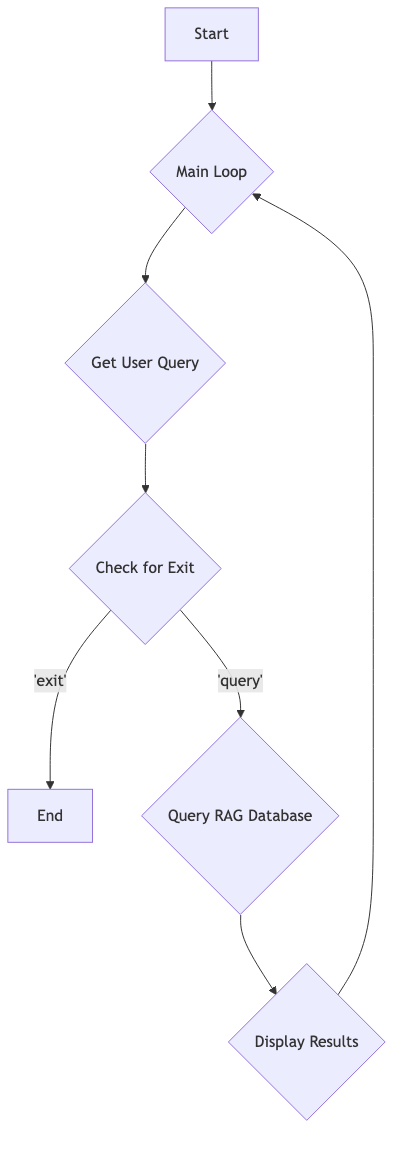 Start
Main Loop
Get User Query
Check for Exit
'exit'
'query'
End
Query RAG Database
Display Results